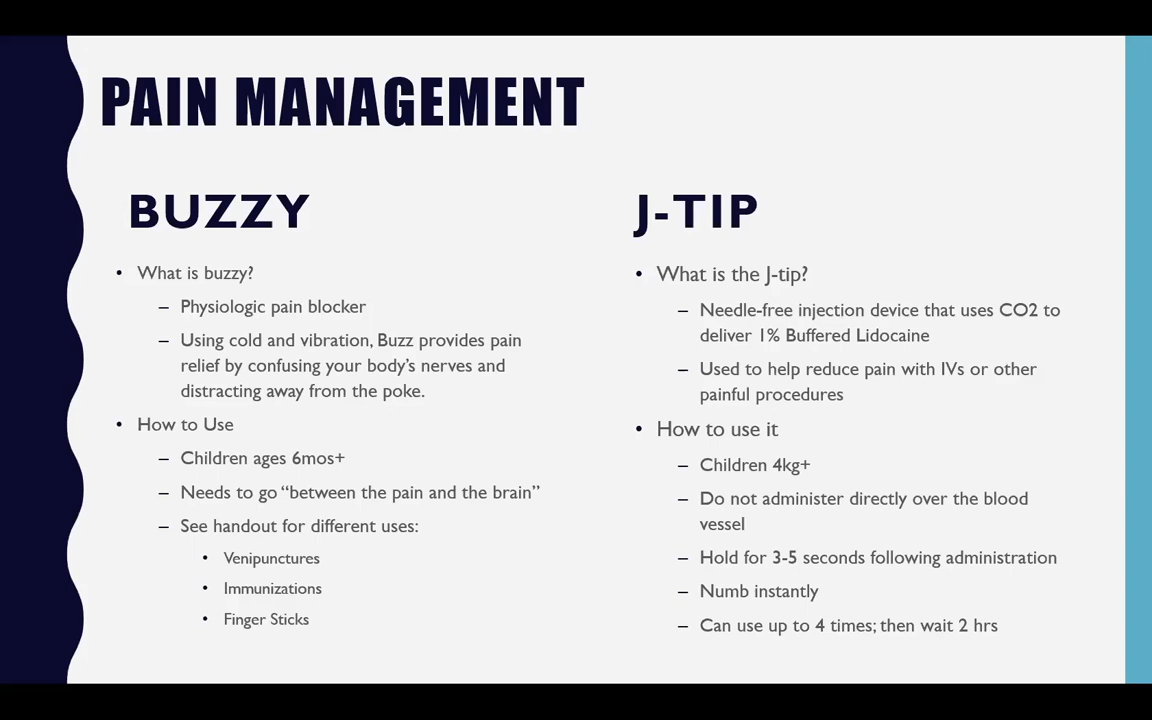 PAIN MANAGEMENT
BUZZY
• What is buzzy?
– Physiologic pain blocker
– Using cold and vibration, Buzz provides pain
relief by confusing your body's nerves and
distracting away from the poke.
• How to Use
– Children ages 6mos+
– Needs to go “between the pain and the brain”
– See handout for different uses:
• Venipunctures
• Immunizations
• Finger Sticks
J-TIP
• What is the J-tip?
– Needle-free injection device that uses CO2 to
deliver 1% Buffered Lidocaine
– Used to help reduce pain with IVs or other
painful procedures
• How to use it
– Children 4kg+
– Do not administer directly over the blood
vessel
– Hold for 3-5 seconds following administration
– Numb instantly
– Can use up to 4 times; then wait 2 hrs